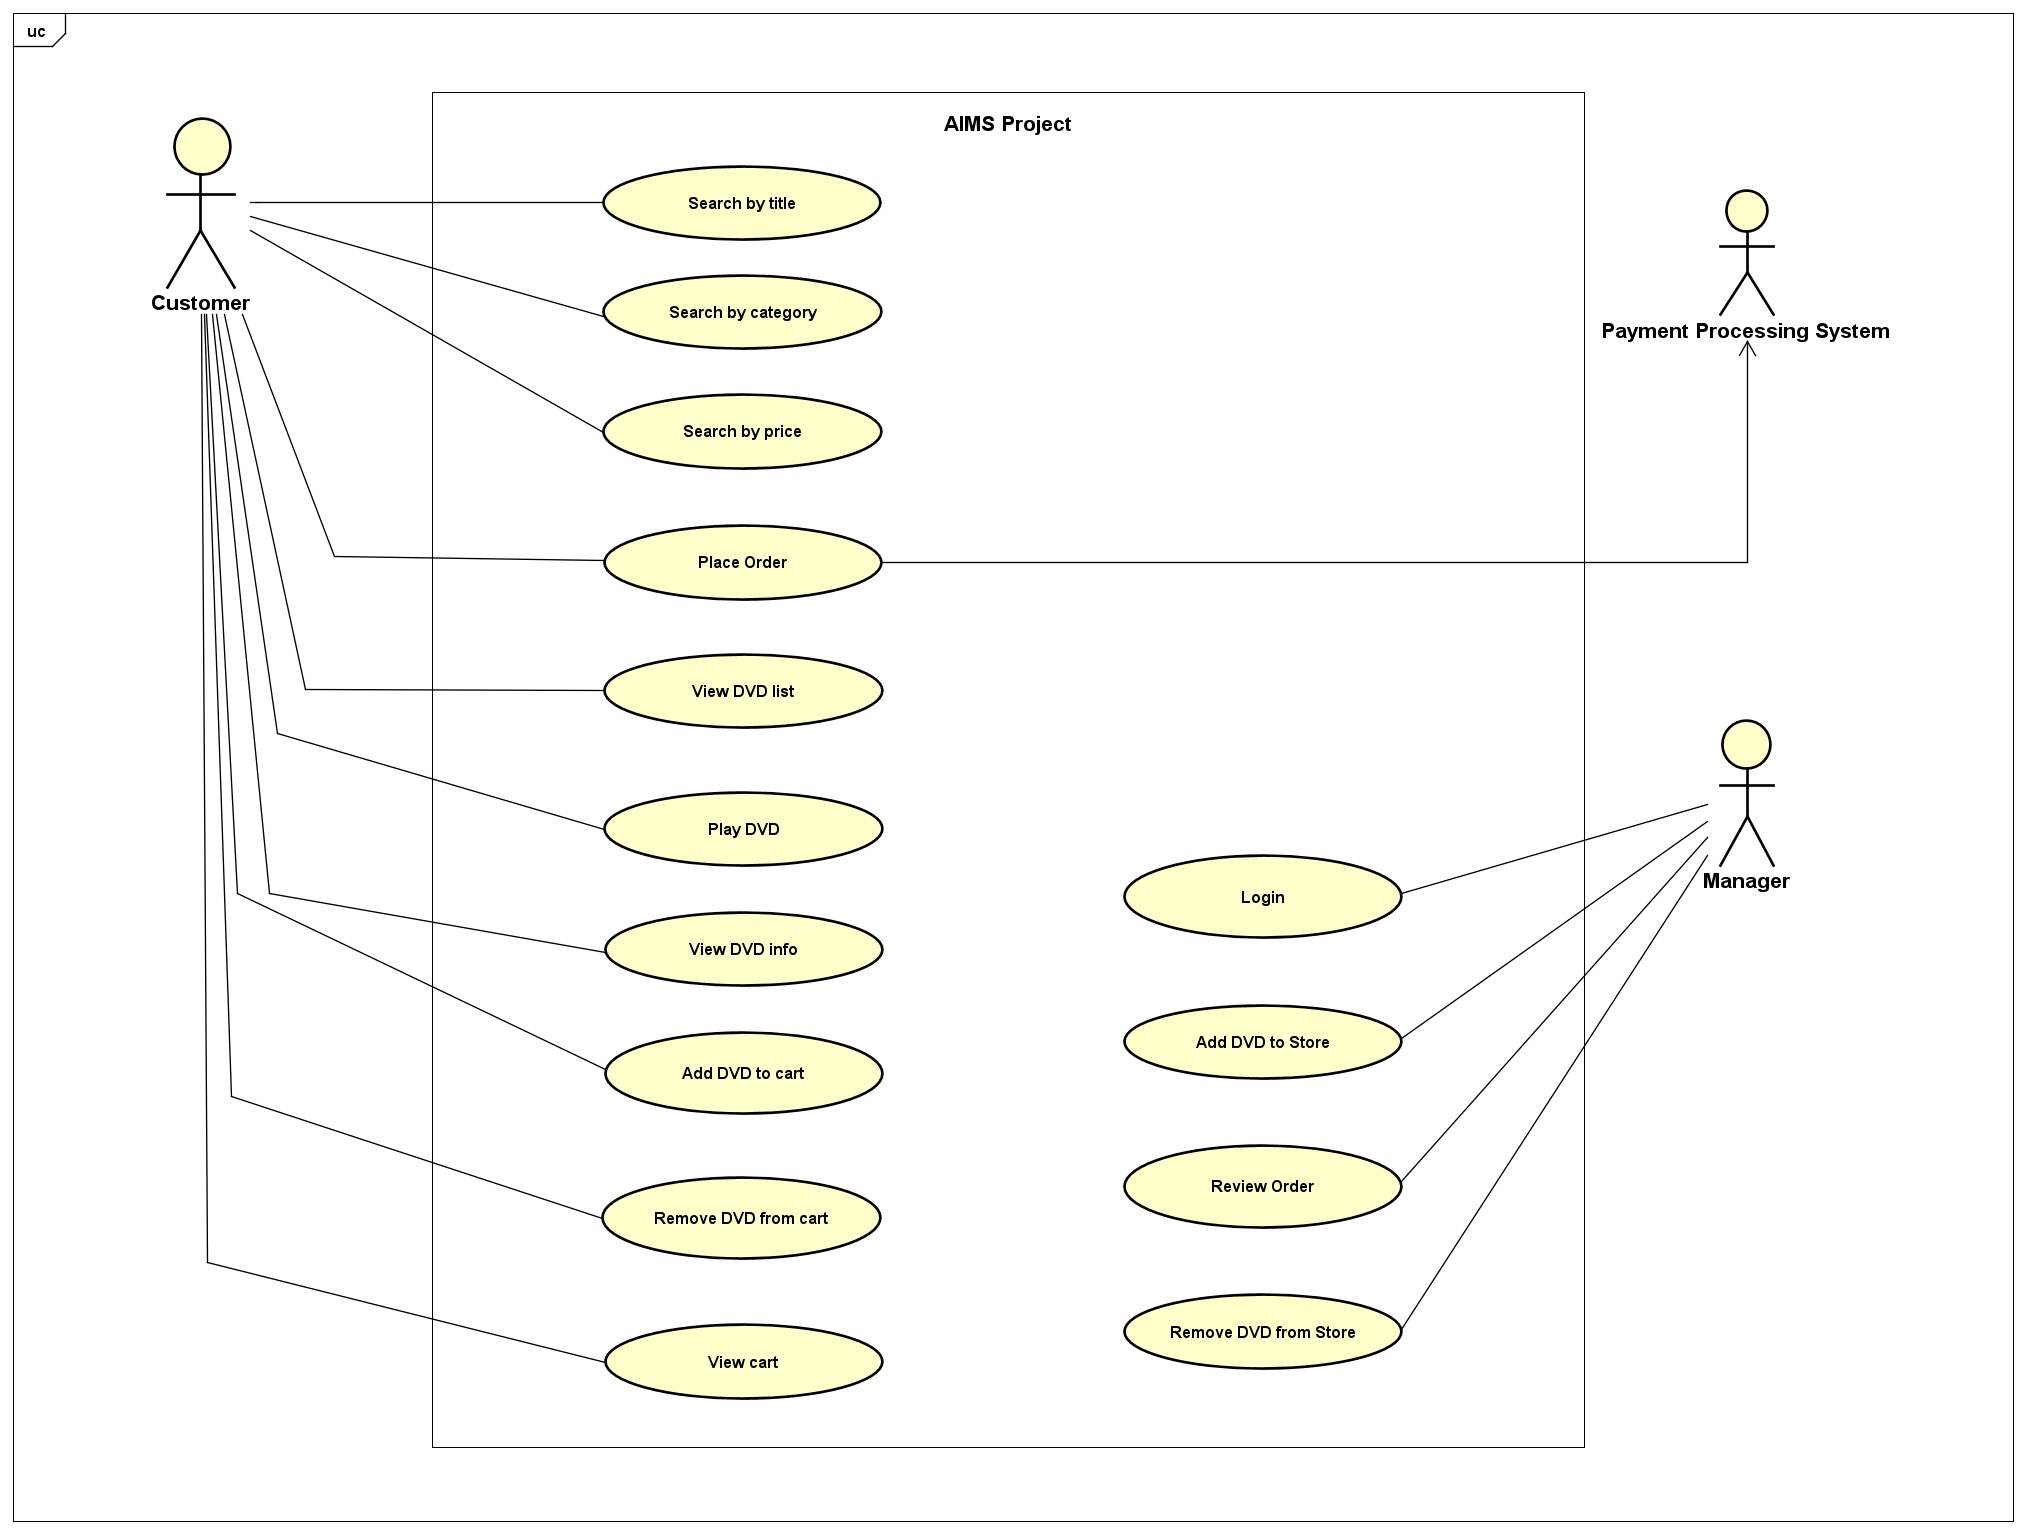 uc
AIMS Project
Customer
Search by title
Search by category
Search by price
Place Order
View DVD list
Play DVD
View DVD info
Add DVD to cart
Remove DVD from cart
View cart
Payment Processing System
Manager
Login
Add DVD to Store
Review Order
Remove DVD from Store